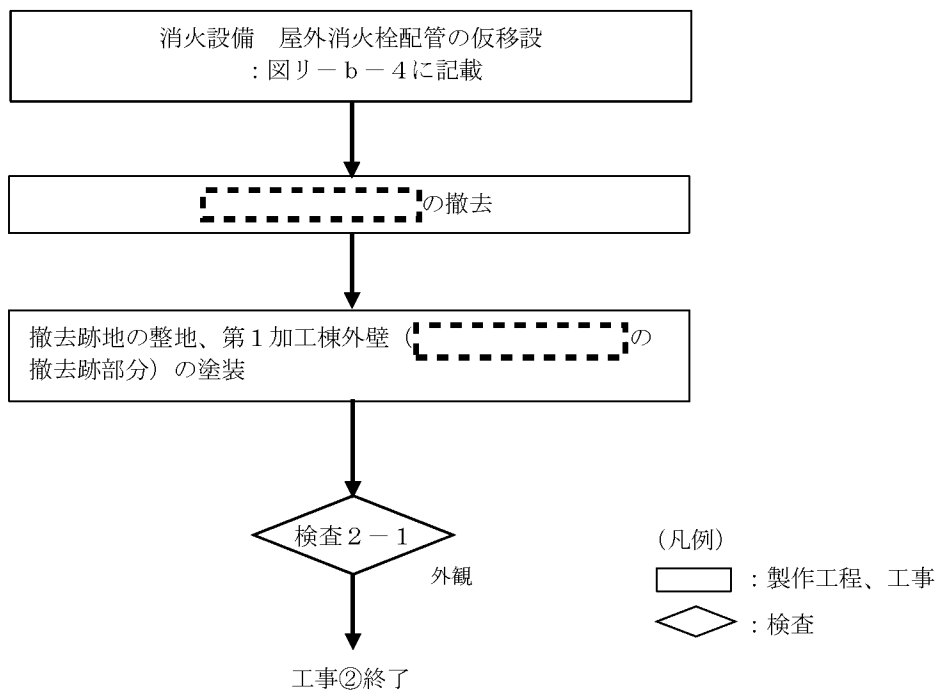 消火設備　屋外消火栓配管の仮移設
：図リ－ｂ－４に記載
の撤去
撤去跡地の整地、第１加工棟外壁（　の
撤去跡部分）の塗装
検査２－１
外観
工事②終了
（凡例）
：製作工程、工事
：検査